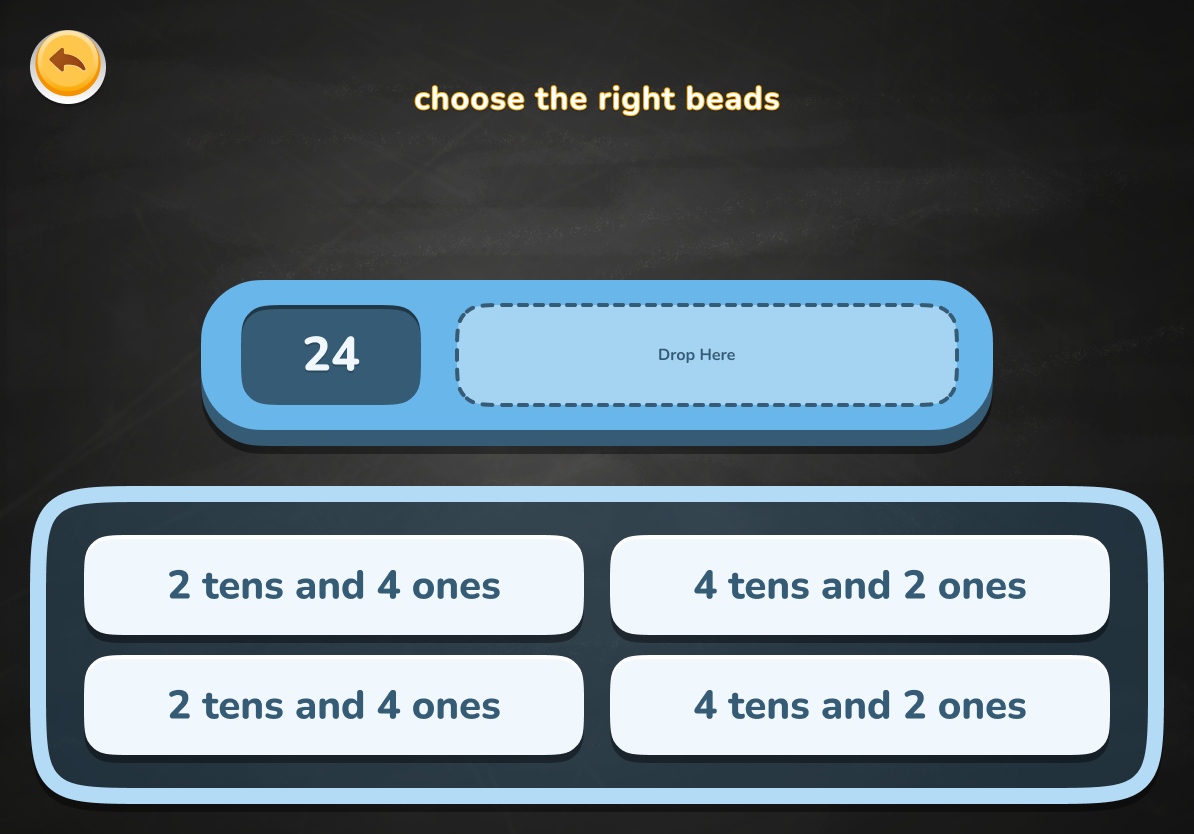 choose the right beads
24
Drop Here
2 tens and 4 ones
4 tens and 2 ones
2 tens and 4 ones
4 tens and 2 ones